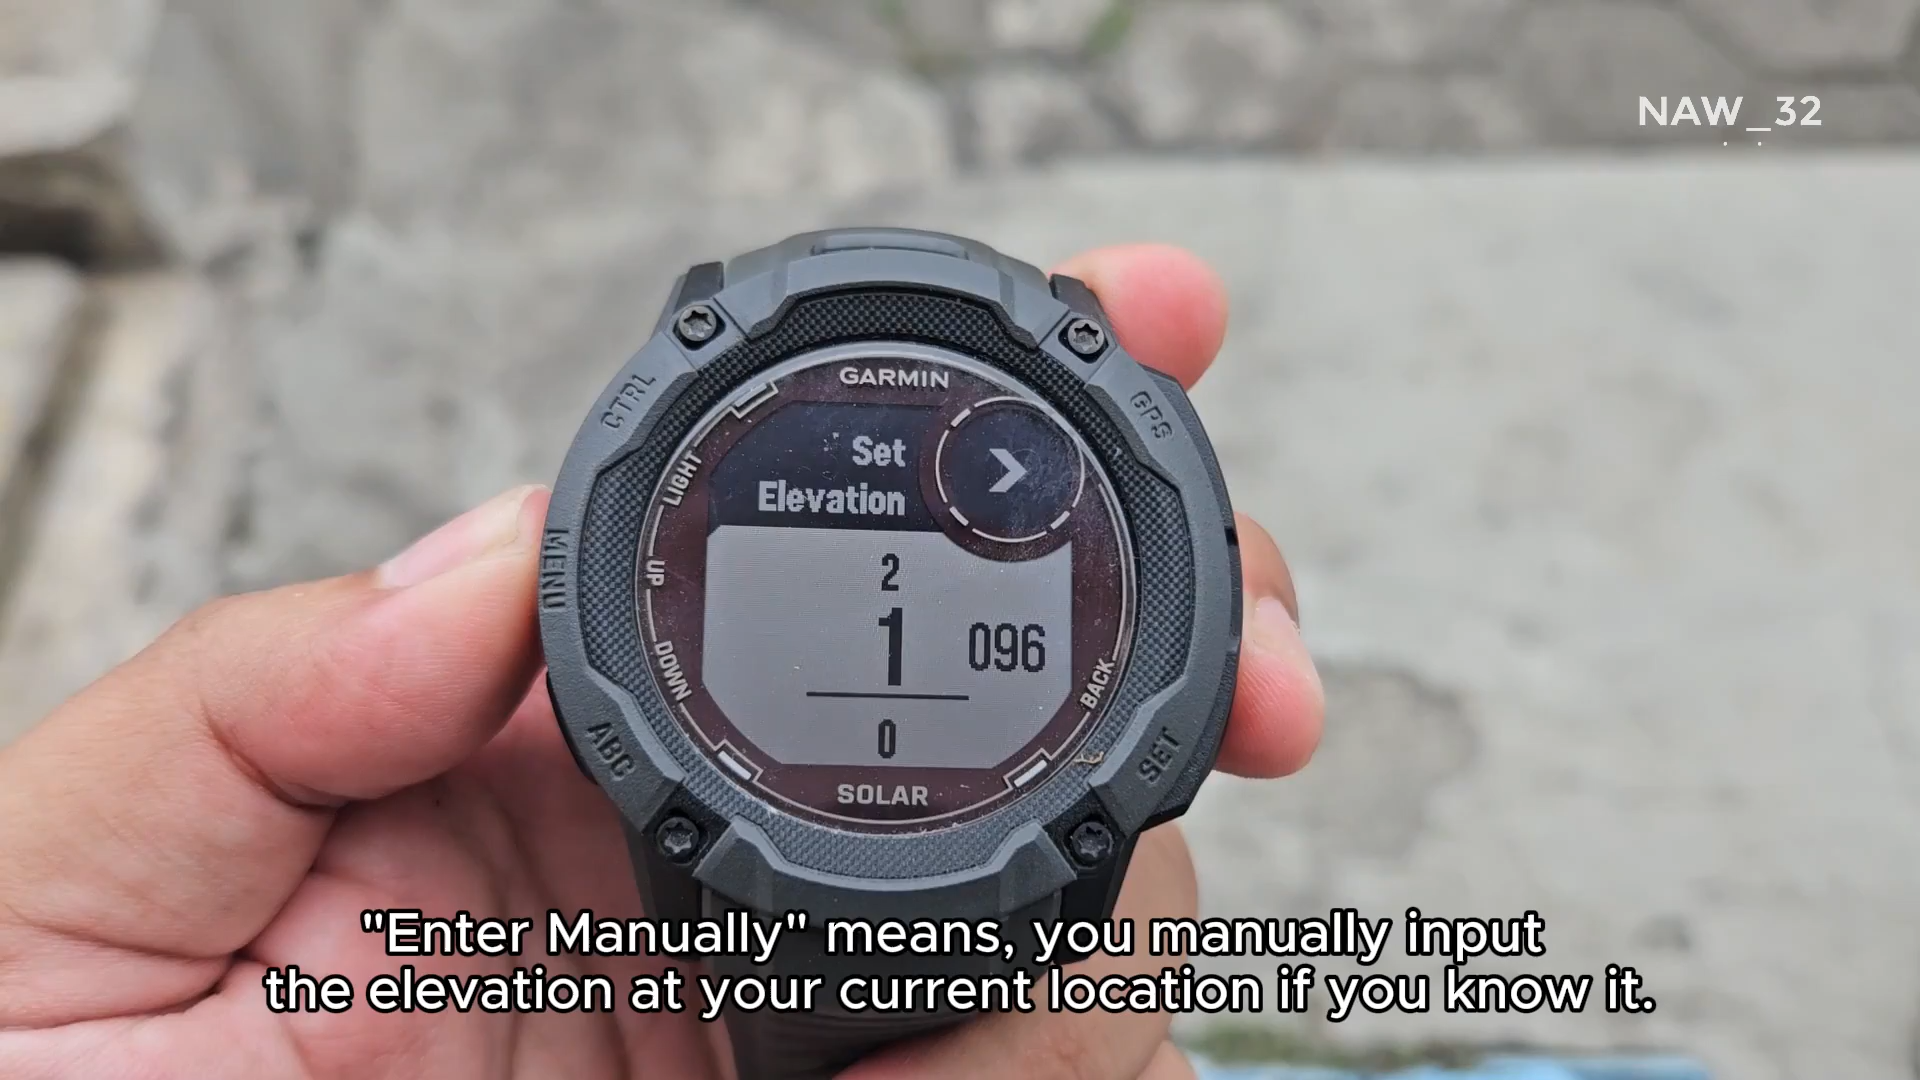 NAW_32
GARMIN
CTRL
GPS
LIGHT
MENU
UP
DOWN
ABC
BACK
SET
Set
Elevation
2
1 096
0
SOLAR
"Enter Manually" means, you manually input
the elevation at your current location if you know it.